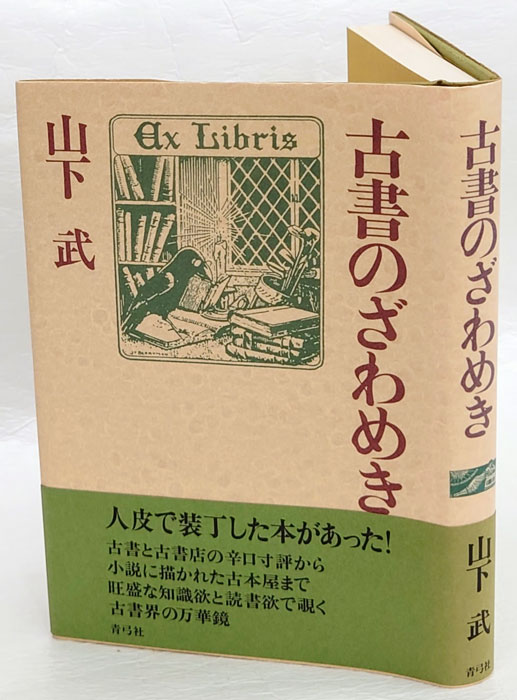 古書のざわめき
Ex Libris
山下 武
人皮で装丁した本があった!
古書と古書店の辛口寸評から
小説に描かれた古本屋まで
旺盛な知識欲と読書欲で覗く
古書界の万華鏡
青弓社
古書のざわめき
山下 武
青弓社